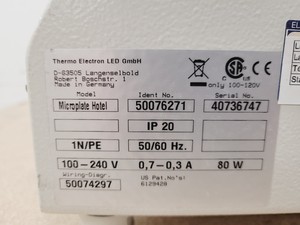 Thermo Electron LED GmbH
D-63505 Langenselbold
Robert Boschstr. 1
Made in Germany
only 100-120V
Model Ident No. Serial No.
Microplate Hotel 50076271 40736747
IP 20
1N/PE 50/60 Hz.
100-240 V 0,7-0,3 A 80 W
Wiring-Diagr. US Pat.No's:
50074297 6129428
EL